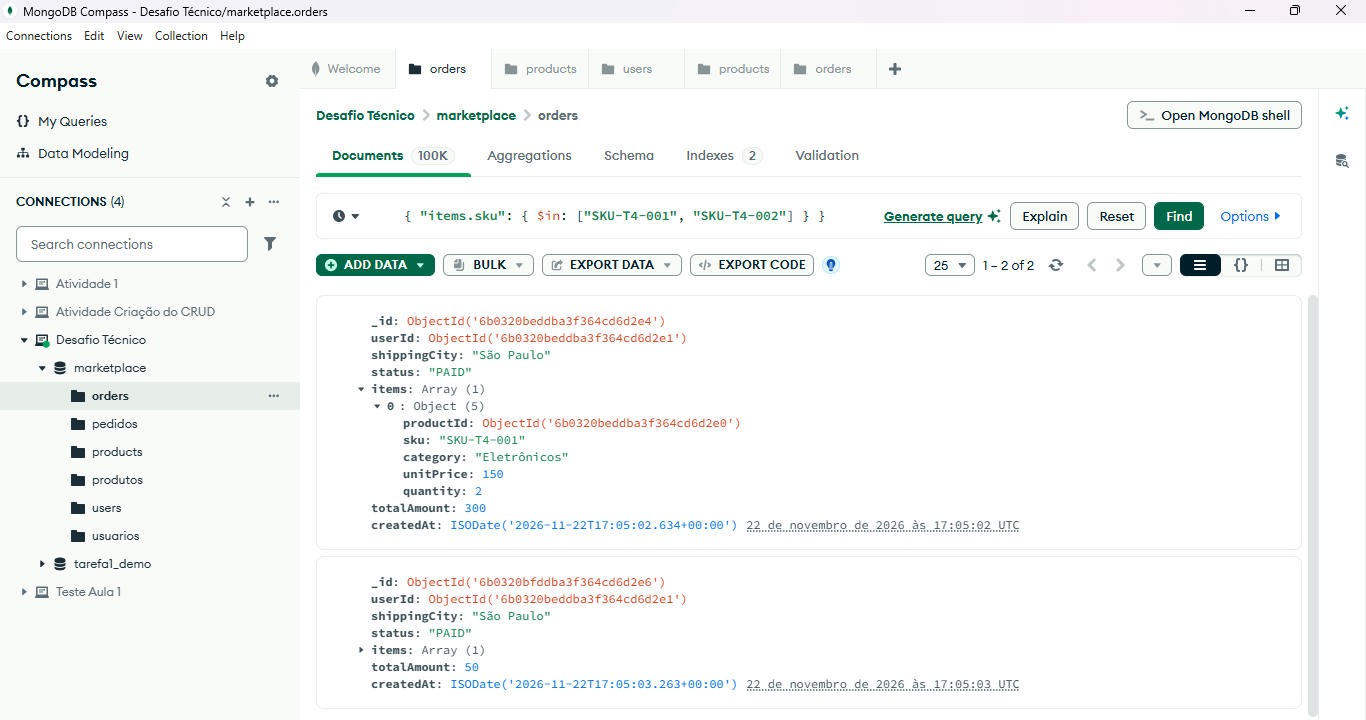 MongoDB Compass - Desafio Técnico/marketplace.orders
Connections Edit View Collection Help
Compass
My Queries
Data Modeling
CONNECTIONS (4)
Search connections
Atividade 1
Atividade Criação do CRUD
Desafio Técnico
marketplace
orders
pedidos
products
produtos
users
usuarios
tarefa1_demo
Teste Aula 1
Welcome orders products users products orders
Desafio Técnico > marketplace > orders
>_ Open MongoDB shell
Documents 100K Aggregations Schema Indexes 2 Validation
{ "items.sku": { $in: ["SKU-T4-001", "SKU-T4-002"] } }
Generate query Explain Reset Find Options
ADD DATA BULK EXPORT DATA </> EXPORT CODE
25 1 – 2 of 2 {}
_id: ObjectId('6b0320beddba3f364cd6d2e4')
userId: ObjectId('6b0320beddba3f364cd6d2e1')
shippingCity: "São Paulo"
status: "PAID"
items: Array (1)
0 : Object (5)
productId: ObjectId('6b0320beddba3f364cd6d2e0')
sku: "SKU-T4-001"
category: "Eletrônicos"
unitPrice: 150
quantity: 2
totalAmount: 300
createdAt: ISODate('2026-11-22T17:05:02.634+00:00') 22 de novembro de 2026 às 17:05:02 UTC
_id: ObjectId('6b0320bfddba3f364cd6d2e6')
userId: ObjectId('6b0320beddba3f364cd6d2e1')
shippingCity: "São Paulo"
status: "PAID"
items: Array (1)
totalAmount: 50
createdAt: ISODate('2026-11-22T17:05:03.263+00:00') 22 de novembro de 2026 às 17:05:03 UTC